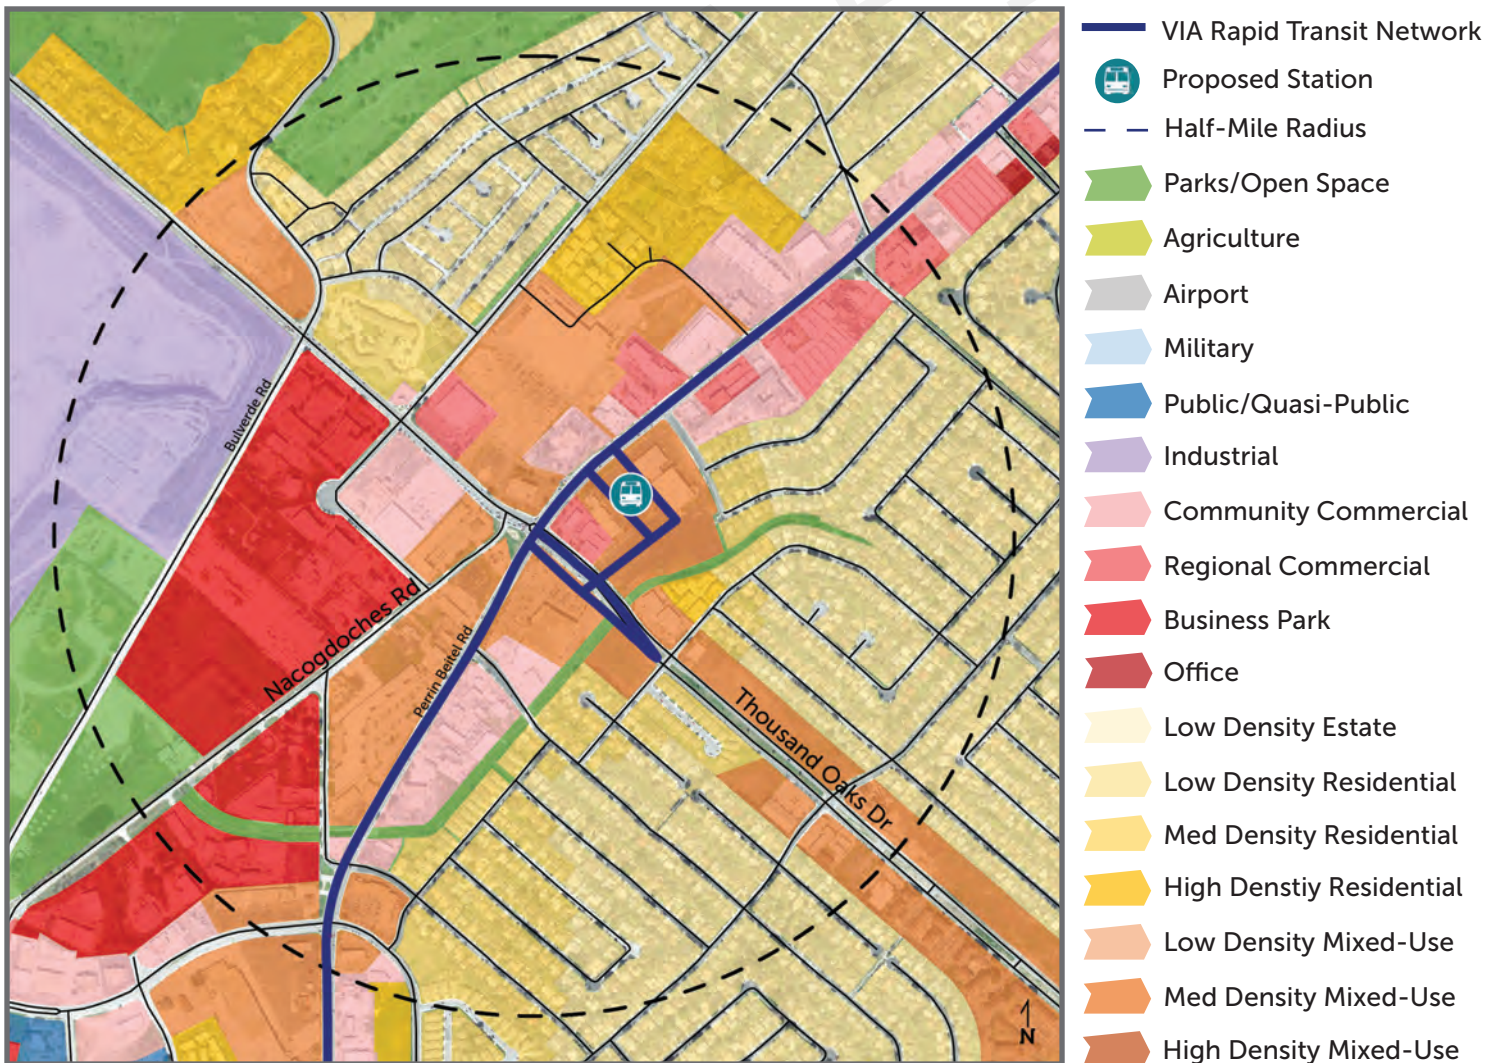 VIA Rapid Transit Network
Proposed Station
Half-Mile Radius
Parks/Open Space
Agriculture
Airport
Military
Public/Quasi-Public
Industrial
Community Commercial
Regional Commercial
Business Park
Office
Low Density Estate
Low Density Residential
Med Density Residential
High Denstiy Residential
Low Density Mixed-Use
Med Density Mixed-Use
High Density Mixed-Use
Bulverde Rd
Nacogdoches Rd
Perrin Beitel Rd
Thousand Oaks Dr
N